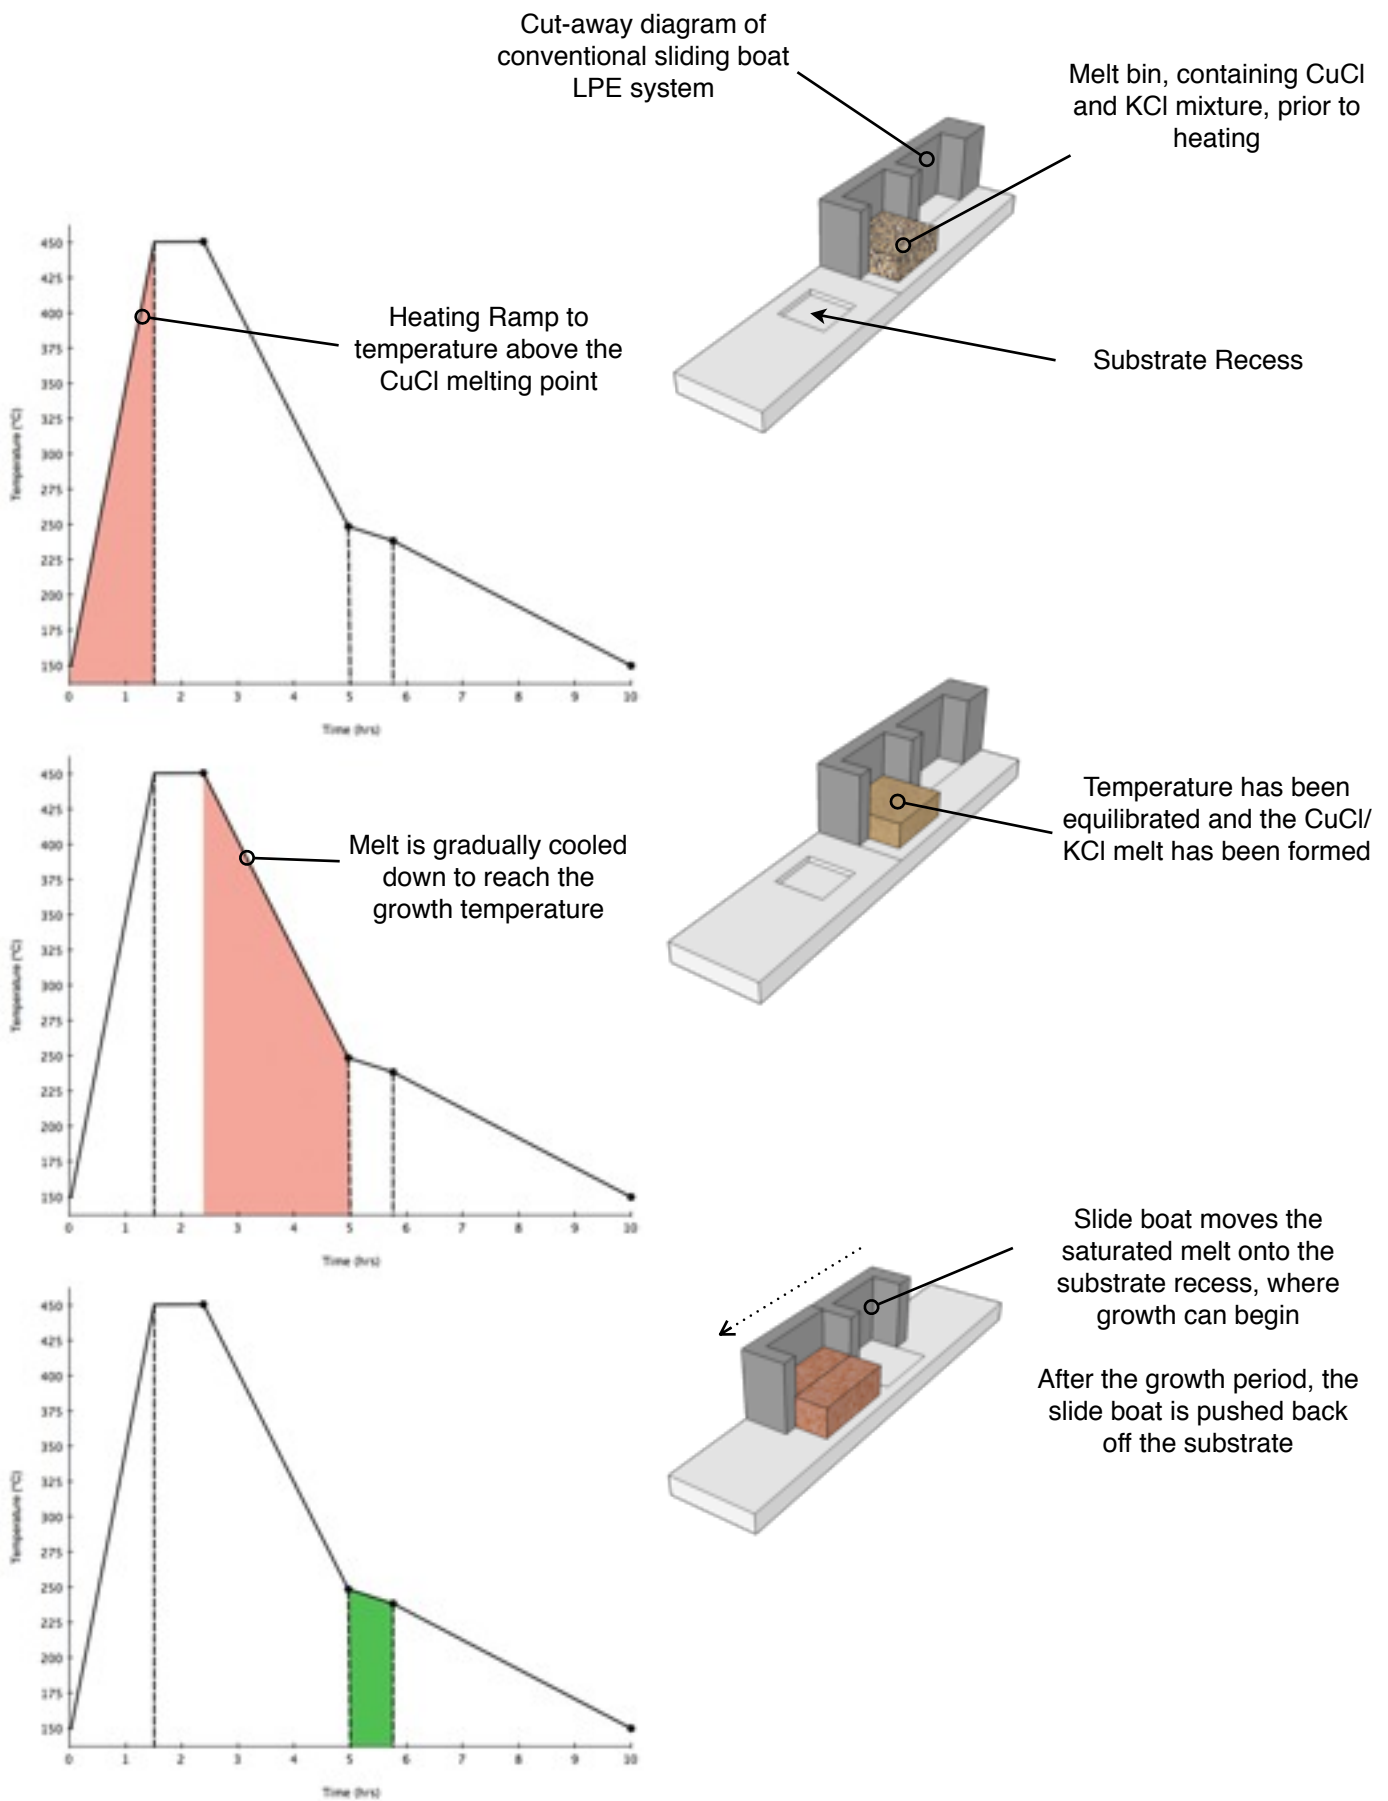 Cut-away diagram of
conventional sliding boat
LPE system
Melt bin, containing CuCl
and KCl mixture, prior to
heating
Substrate Recess
Heating Ramp to
temperature above the
CuCl melting point
Temperature (°C)
450
425
400
375
350
325
300
275
250
225
200
175
150
0 1 2 3 4 5 6 7 8 9 10
Time (hrs)
Melt is gradually cooled
down to reach the
growth temperature
Temperature has been
equilibrated and the CuCl/
KCl melt has been formed
Temperature (°C)
450
425
400
375
350
325
300
275
250
225
200
175
150
0 1 2 3 4 5 6 7 8 9 10
Time (hrs)
Slide boat moves the
saturated melt onto the
substrate recess, where
growth can begin
After the growth period, the
slide boat is pushed back
off the substrate
Temperature (°C)
450
425
400
375
350
325
300
275
250
225
200
175
150
0 1 2 3 4 5 6 7 8 9 10
Time (hrs)